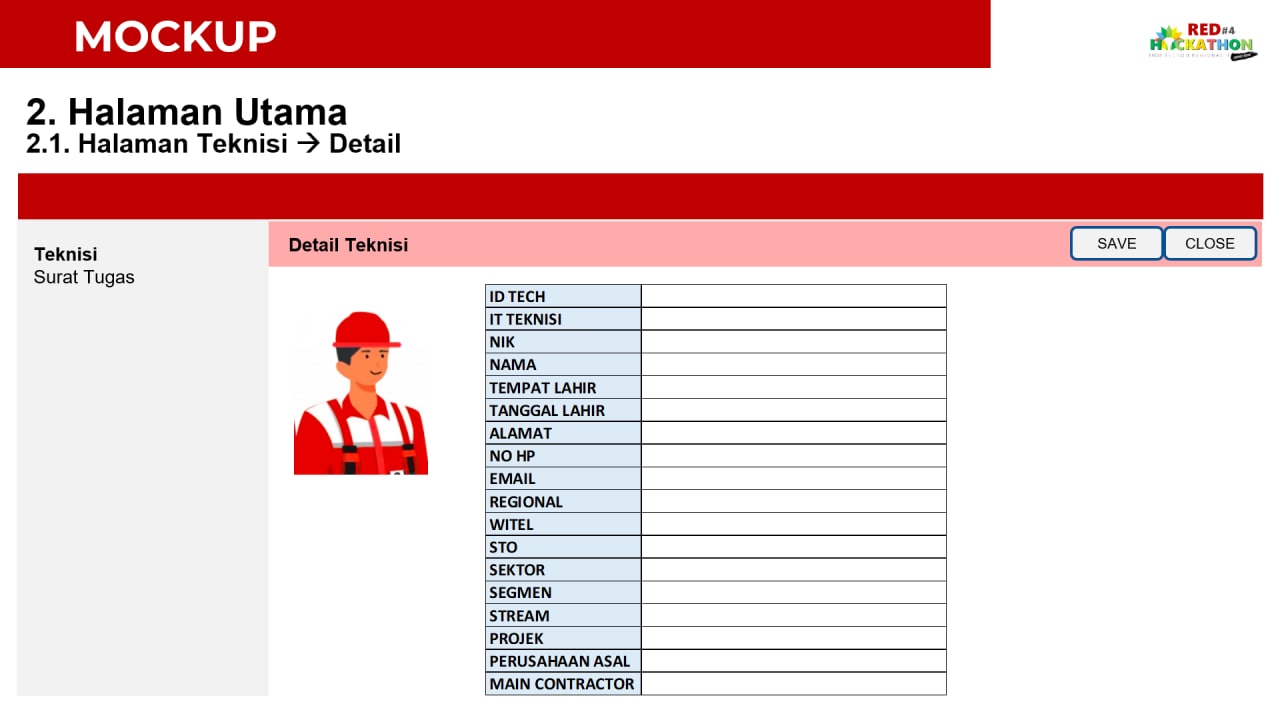 MOCKUP
RED#4
HACKATHON
2. Halaman Utama
2.1. Halaman Teknisi → Detail
Teknisi
Surat Tugas
Detail Teknisi
SAVE
CLOSE
ID TECH
IT TEKNISI
NIK
NAMA
TEMPAT LAHIR
TANGGAL LAHIR
ALAMAT
NO HP
EMAIL
REGIONAL
WITEL
STO
SEKTOR
SEGMEN
STREAM
PROJEK
PERUSAHAAN ASAL
MAIN CONTRACTOR